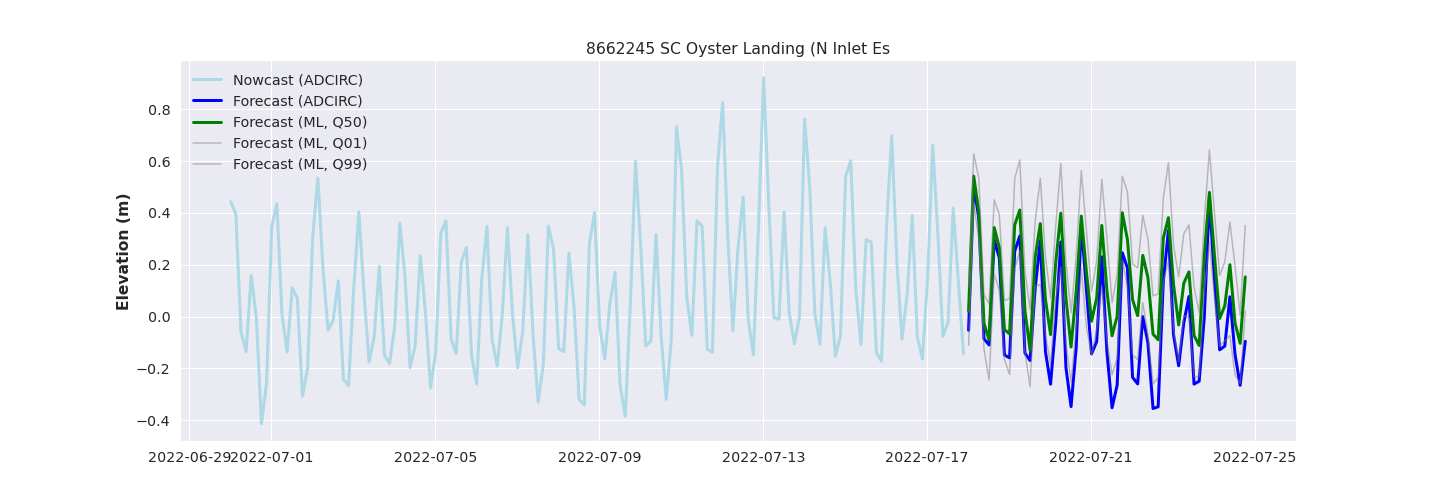 8662245 SC Oyster Landing (N Inlet Es
Nowcast (ADCIRC)
Forecast (ADCIRC)
Forecast (ML, Q50)
Forecast (ML, Q01)
Forecast (ML, Q99)
Elevation (m)
0.8
0.6
0.4
0.2
0.0
−0.2
−0.4
2022-06-29 2022-07-01 2022-07-05 2022-07-09 2022-07-13 2022-07-17 2022-07-21 2022-07-25